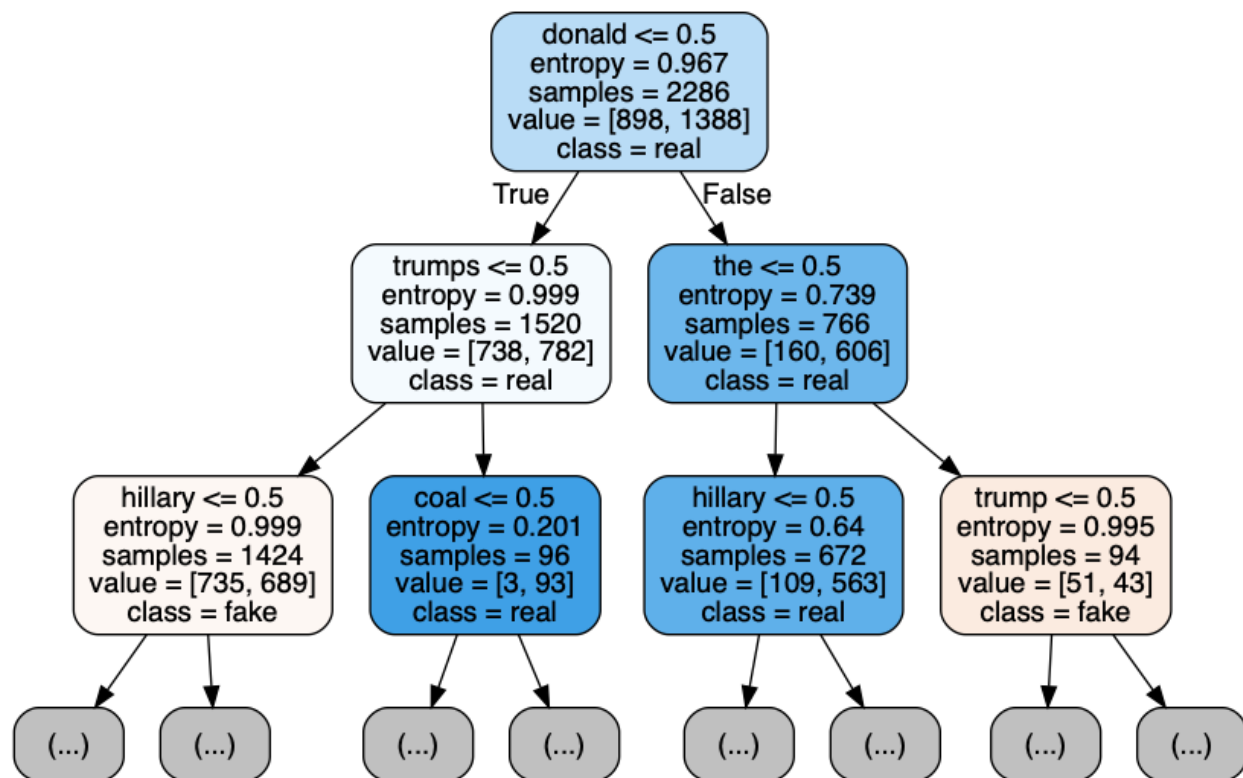 donald <= 0.5
entropy = 0.967
samples = 2286
value = [898, 1388]
class = real
True
False
trumps <= 0.5
entropy = 0.999
samples = 1520
value = [738, 782]
class = real
the <= 0.5
entropy = 0.739
samples = 766
value = [160, 606]
class = real
hillary <= 0.5
entropy = 0.999
samples = 1424
value = [735, 689]
class = fake
coal <= 0.5
entropy = 0.201
samples = 96
value = [3, 93]
class = real
hillary <= 0.5
entropy = 0.64
samples = 672
value = [109, 563]
class = real
trump <= 0.5
entropy = 0.995
samples = 94
value = [51, 43]
class = fake
(...)
(...)
(...)
(...)
(...)
(...)
(...)
(...)